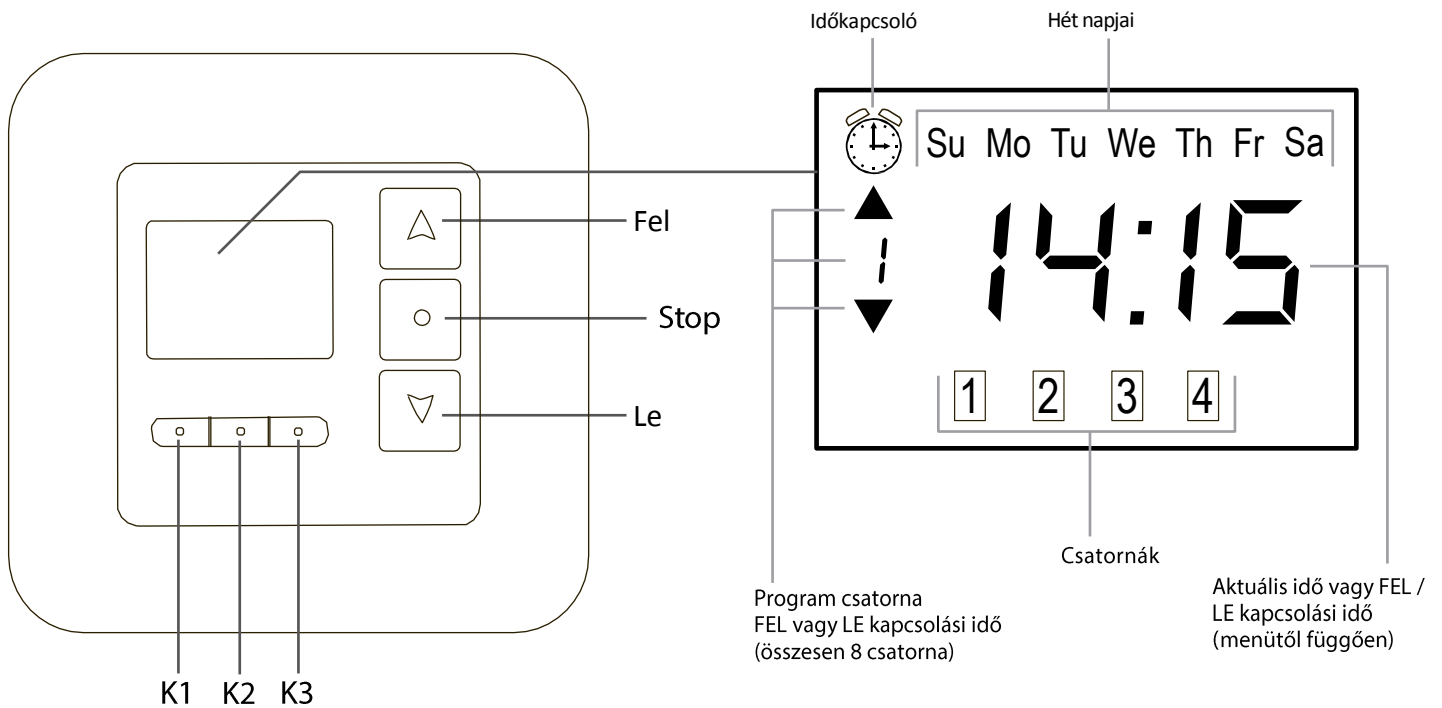 Időkapcsoló
Hét napjai
Su Mo Tu We Th Fr Sa
1
14:15
1 2 3 4
Fel
Stop
Le
K1 K2 K3
Csatornák
Program csatorna
FEL vagy LE kapcsolási idő
(összesen 8 csatorna)
Aktuális idő vagy FEL /
LE kapcsolási idő
(menütől függően)